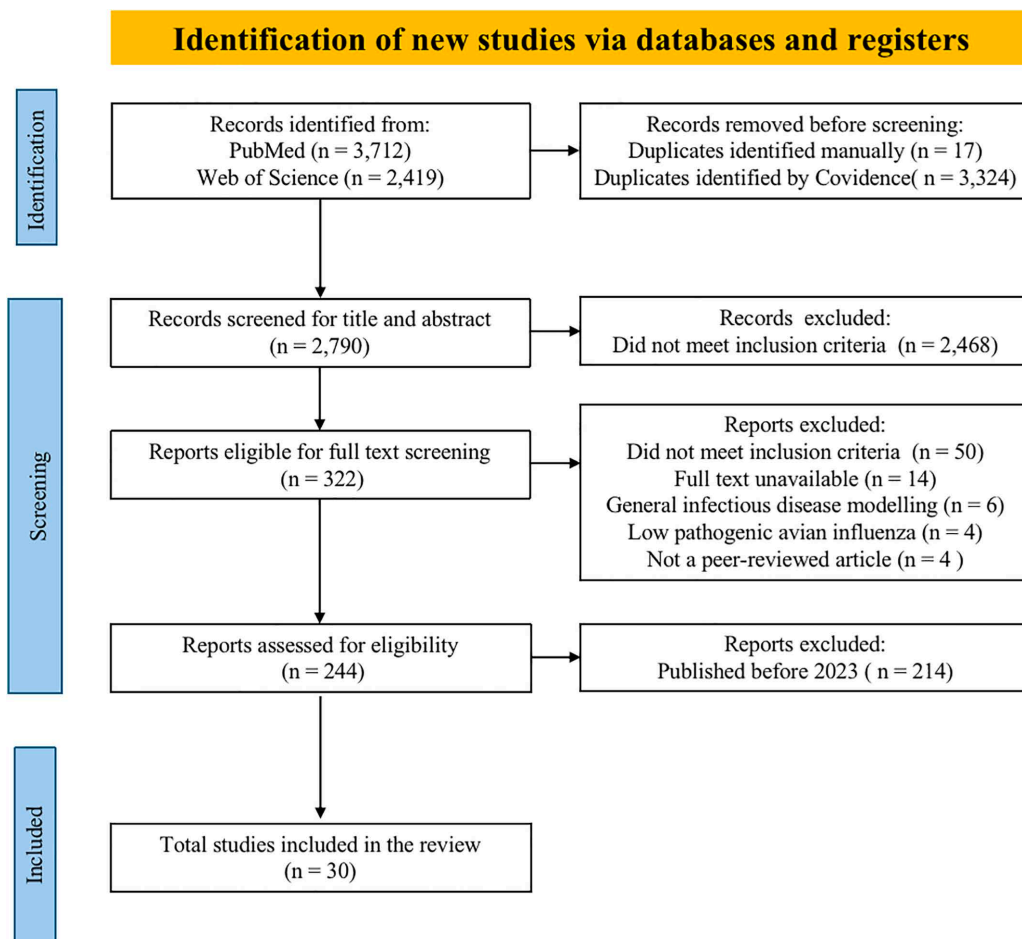 Identification of new studies via databases and registers
Identification
Records identified from:
PubMed (n = 3,712)
Web of Science (n = 2,419)
Records removed before screening:
Duplicates identified manually (n = 17)
Duplicates identified by Covidence( n = 3,324)
Screening
Records screened for title and abstract
(n = 2,790)
Records excluded:
Did not meet inclusion criteria (n = 2,468)
Reports eligible for full text screening
(n = 322)
Reports excluded:
Did not meet inclusion criteria (n = 50)
Full text unavailable (n = 14)
General infectious disease modelling (n = 6)
Low pathogenic avian influenza (n = 4)
Not a peer-reviewed article (n = 4 )
Reports assessed for eligibility
(n = 244)
Reports excluded:
Published before 2023 ( n = 214)
Included
Total studies included in the review
(n = 30)